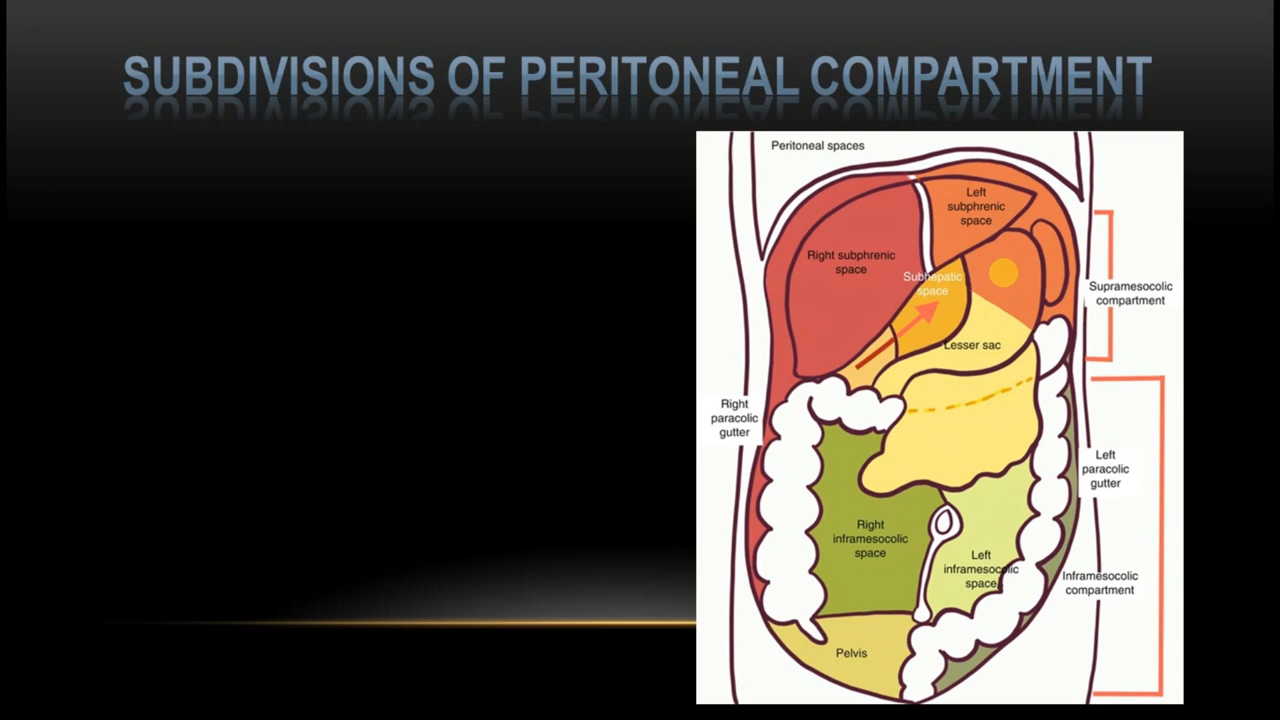 SUBDIVISIONS OF PERITONEAL COMPARTMENT
Peritoneal spaces
Left
subphrenic
space
Right subphrenic
space
Subhepatic
space
Supramesocolic
compartment
Lesser sac
Right
paracolic
gutter
Left
paracolic
gutter
Right
inframesocolic
space
Left
inframesocolic
space
Inframesocolic
compartment
Pelvis